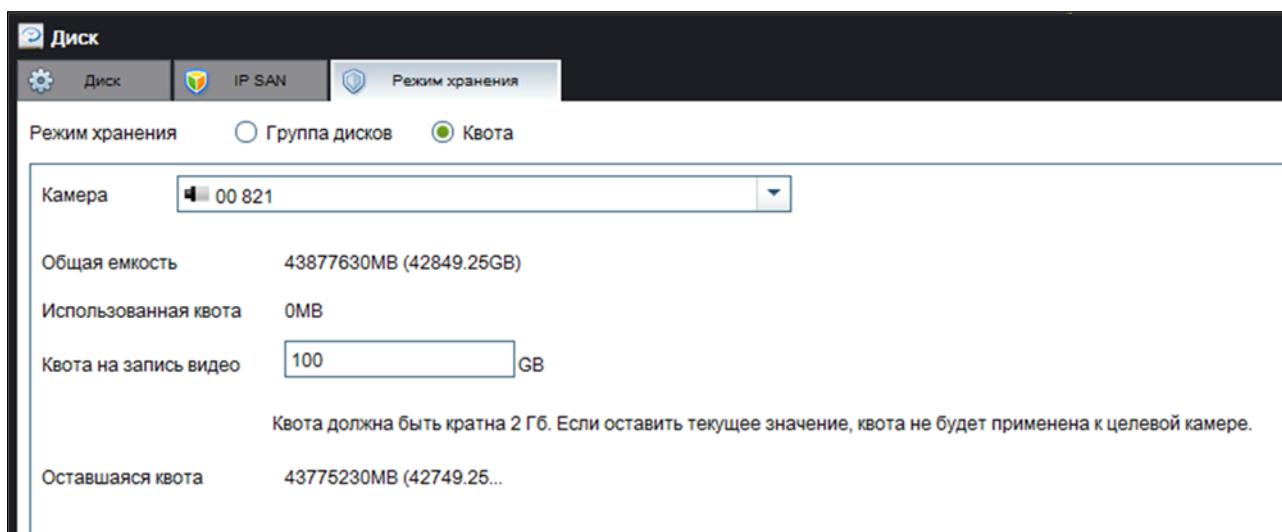 Диск
Диск IP SAN Режим хранения
Режим хранения Группа дисков Квота
Камера 00 821
Общая емкость 43877630MB (42849.25GB)
Использованная квота 0MB
Квота на запись видео 100 GB
Квота должна быть кратна 2 Гб. Если оставить текущее значение, квота не будет применена к целевой камере.
Оставшаяся квота 43775230MB (42749.25...